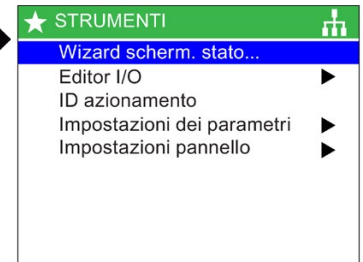 STRUMENTI
Wizard scherm. stato...
Editor I/O
ID azionamento
Impostazioni dei parametri
Impostazioni pannello